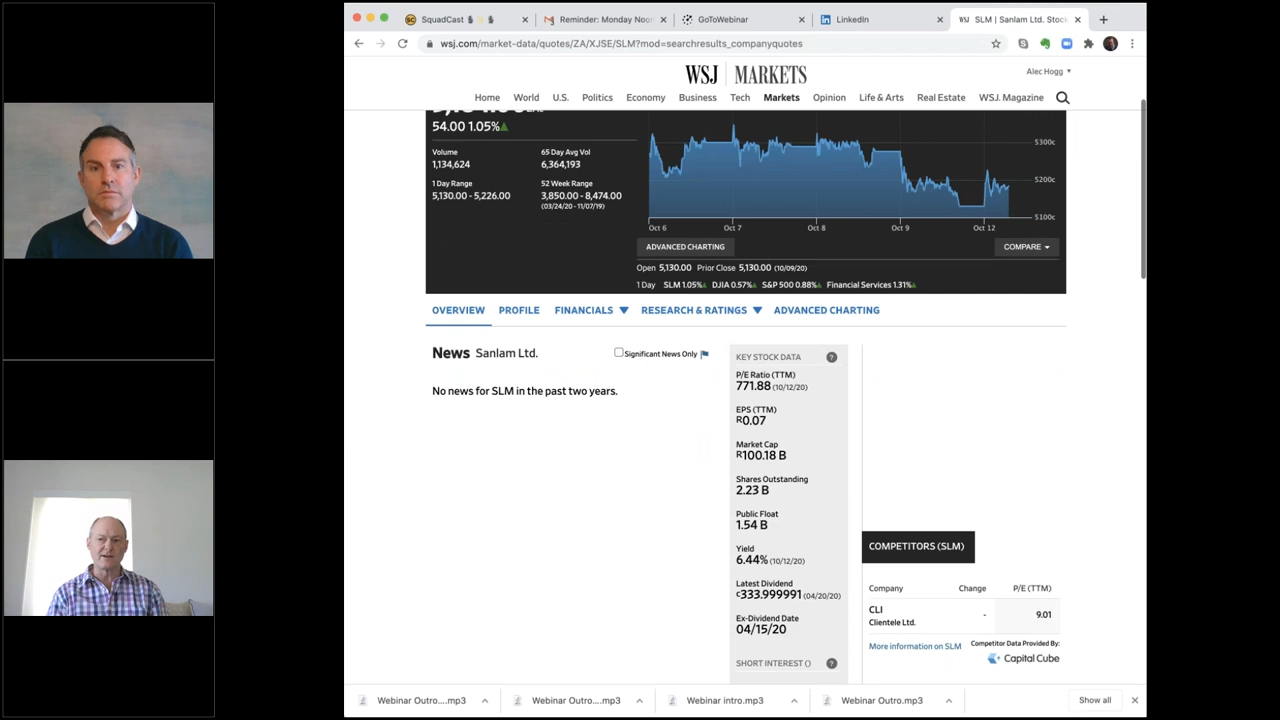 SquadCast
Reminder: Monday Noon
GoToWebinar
LinkedIn
WSJ SLM | Sanlam Ltd. Stock
wsj.com/market-data/quotes/ZA/XJSE/SLM?mod=searchresults_companyquotes
WSJ MARKETS
Alec Hogg
Home World U.S. Politics Economy Business Tech Markets Opinion Life & Arts Real Estate WSJ. Magazine
54.00 1.05%
Volume 65 Day Avg Vol
1,134,624 6,364,193
1 Day Range 52 Week Range
5,130.00 - 5,226.00 3,850.00 - 8,474.00
(03/24/20 - 11/07/19)
5300c
5200c
5100c
Oct 6 Oct 7 Oct 8 Oct 9 Oct 12
ADVANCED CHARTING COMPARE
Open 5,130.00 Prior Close 5,130.00 (10/09/20)
1 Day SLM 1.05% DJIA 0.57% S&P 500 0.88% Financial Services 1.31%
OVERVIEW PROFILE FINANCIALS RESEARCH & RATINGS ADVANCED CHARTING
News Sanlam Ltd.
Significant News Only
No news for SLM in the past two years.
KEY STOCK DATA ?
P/E Ratio (TTM)
771.88 (10/12/20)
EPS (TTM)
R0.07
Market Cap
R100.18 B
Shares Outstanding
2.23 B
Public Float
1.54 B
Yield
6.44% (10/12/20)
Latest Dividend
c333.999991 (04/20/20)
Ex-Dividend Date
04/15/20
SHORT INTEREST () ?
COMPETITORS (SLM)
Company Change P/E (TTM)
CLI - 9.01
Clientele Ltd.
More information on SLM
Competitor Data Provided By:
Capital Cube
Webinar Outro....mp3
Webinar Outro....mp3
Webinar intro.mp3
Webinar Outro.mp3
Show all